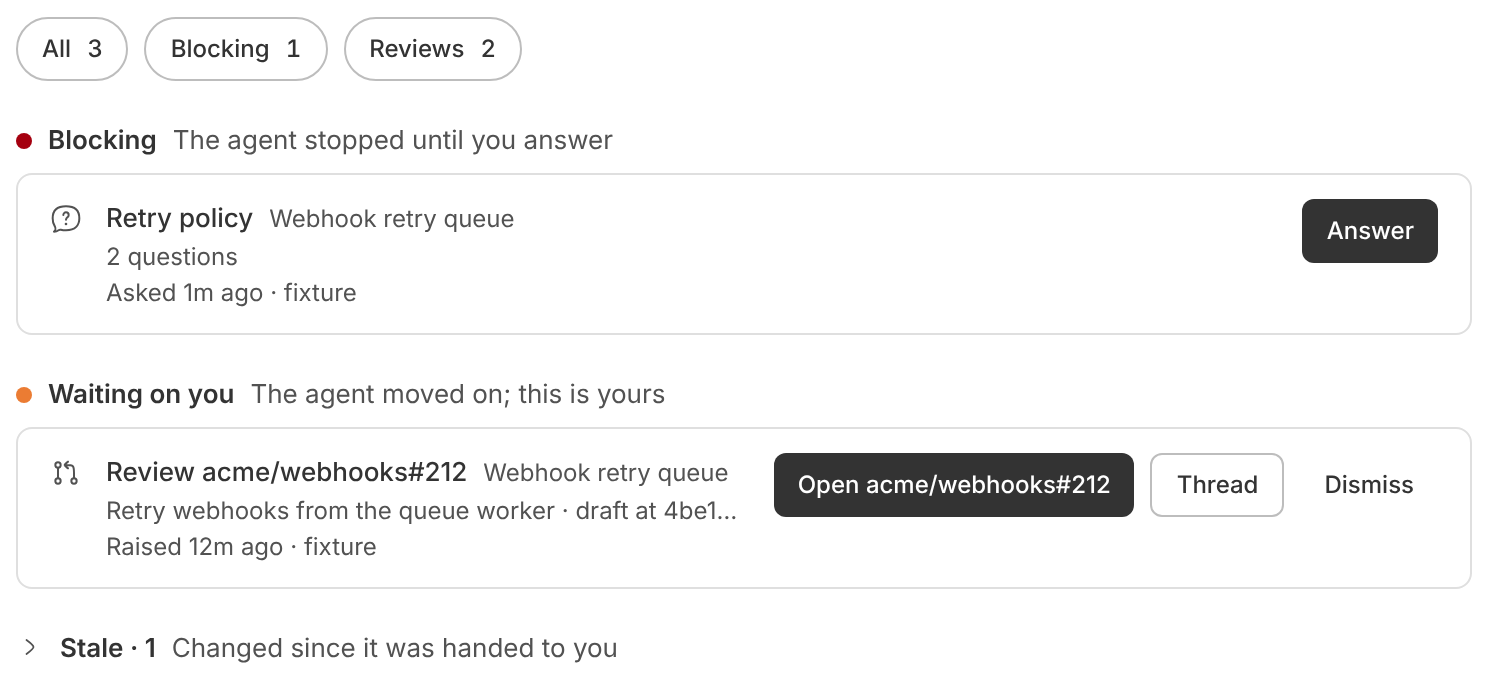 All 3
Blocking 1
Reviews 2
Blocking The agent stopped until you answer
Retry policy Webhook retry queue
2 questions
Asked 1m ago · fixture
Answer
Waiting on you The agent moved on; this is yours
Review acme/webhooks#212 Webhook retry queue
Retry webhooks from the queue worker · draft at 4be1...
Raised 12m ago · fixture
Open acme/webhooks#212
Thread
Dismiss
Stale · 1 Changed since it was handed to you